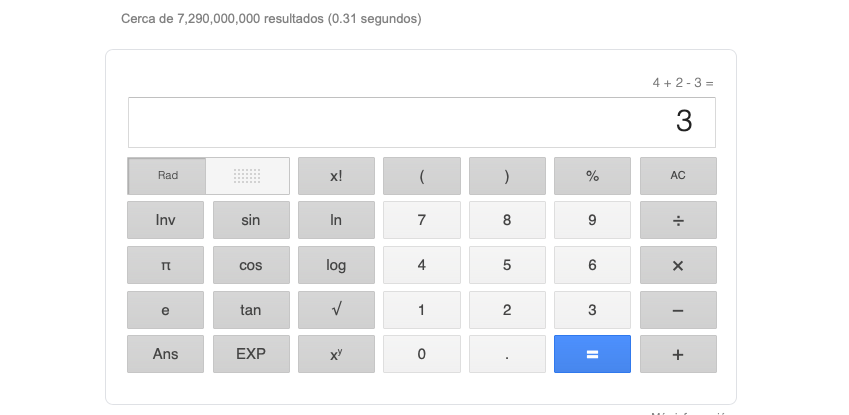 Cerca de 7,290,000,000 resultados (0.31 segundos)
4 + 2 - 3 =
3
Rad x! ( ) % AC
Inv sin ln 7 8 9 ÷
π cos log 4 5 6 ×
e tan √ 1 2 3 −
Ans EXP xʸ 0 . = +